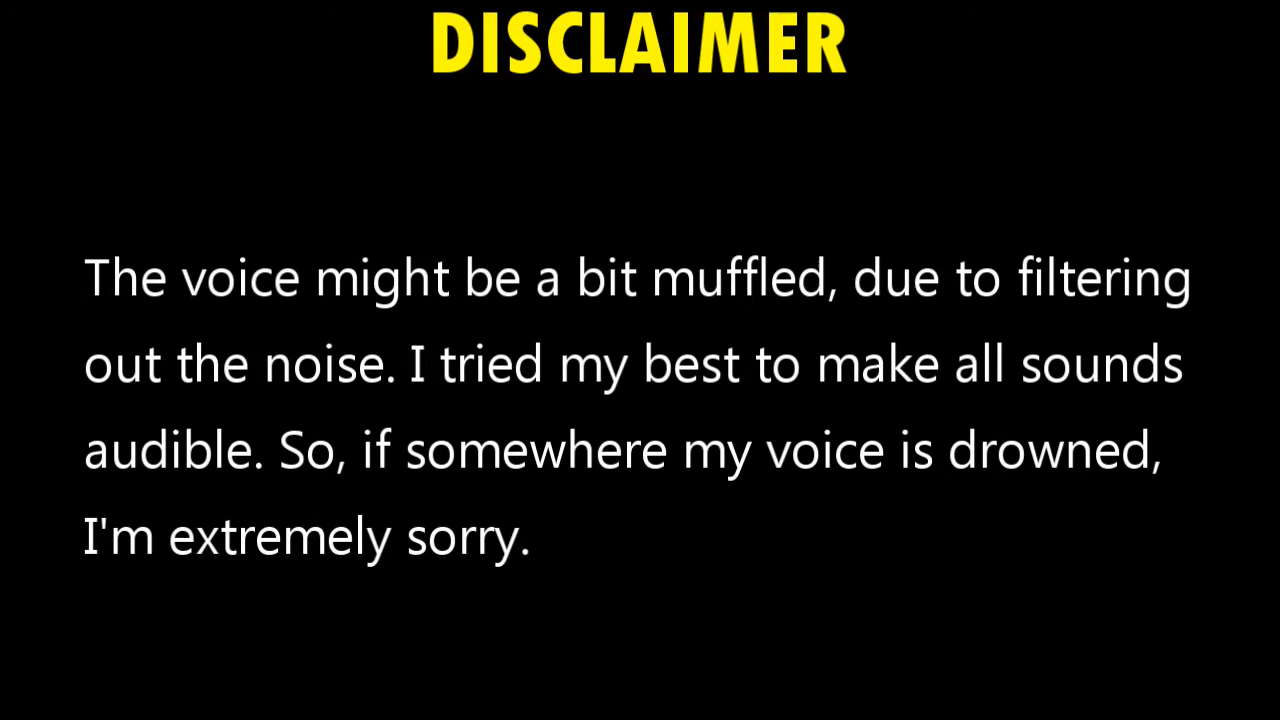 DISCLAIMER
The voice might be a bit muffled, due to filtering
out the noise. I tried my best to make all sounds
audible. So, if somewhere my voice is drowned,
I'm extremely sorry.